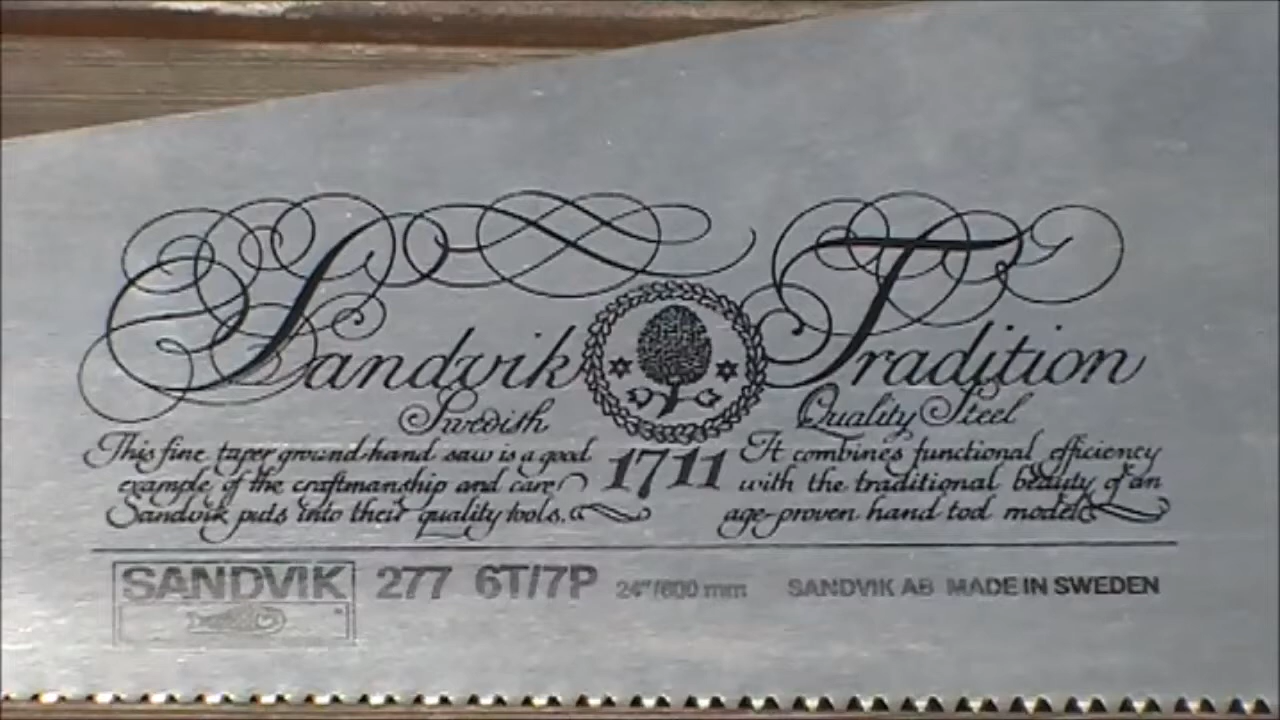 Sandvik Tradition
Swedish Quality Steel
1711
This fine taper ground hand saw is a good
example of the craftmanship and care
Sandvik puts into their quality tools.
It combines functional efficiency
with the traditional beauty of an
age-proven hand tool model.
SANDVIK 277 6T/7P 24"/600 mm SANDVIK AB MADE IN SWEDEN